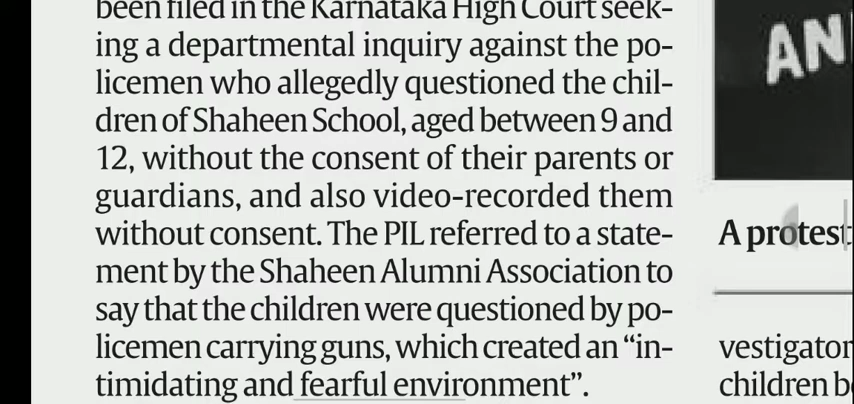 been filed in the Karnataka High Court seek-
ing a departmental inquiry against the po-
licemen who allegedly questioned the chil-
dren of Shaheen School, aged between 9 and
12, without the consent of their parents or
guardians, and also video-recorded them
without consent. The PIL referred to a state-
ment by the Shaheen Alumni Association to
say that the children were questioned by po-
licemen carrying guns, which created an “in-
timidating and fearful environment”.
AN
A protest
vestigator
children b